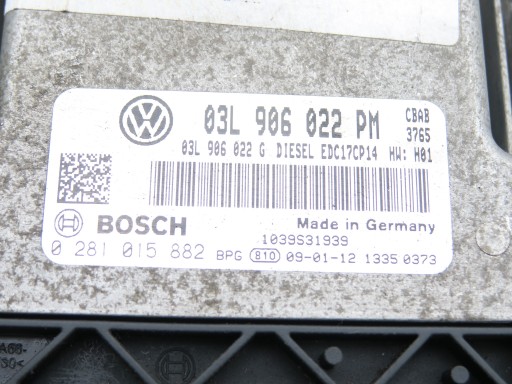 03L 906 022 PM CBAB
3765
03L 906 022 G DIESEL EDC17CP14 HW: H01
BOSCH Made in Germany
1039S31939
0 281 015 882 BPG 810 09-01-12 1335 0373
BOSCH